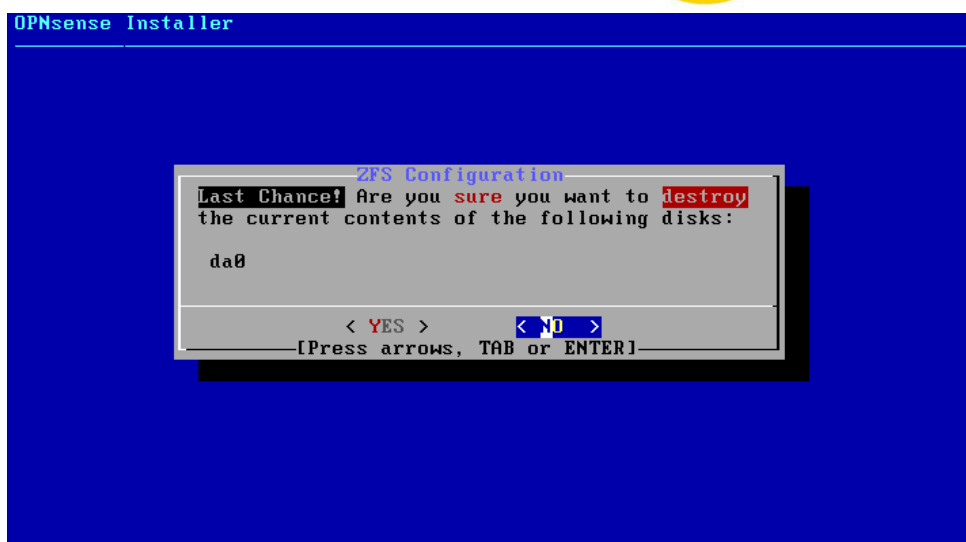 OPNsense Installer
ZFS Configuration
Last Chance! Are you sure you want to destroy
the current contents of the following disks:
da0
< YES > < NO >
[Press arrows, TAB or ENTER]